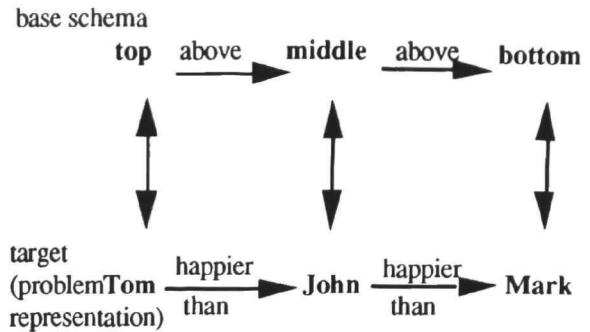 base schema
top above middle above bottom
target
(problemTom happier than John happier than Mark
representation)